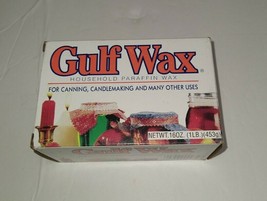 Gulf Wax®
HOUSEHOLD PARAFFIN WAX
FOR CANNING, CANDLEMAKING AND MANY OTHER USES
NET WT. 16OZ. (1LB.) (453g)